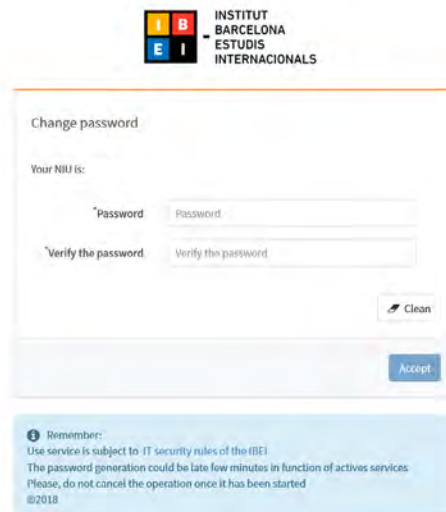 I B
E I
INSTITUT
BARCELONA
ESTUDIS
INTERNACIONALS
Change password
Your NIU is:
*Password
Password
*Verify the password
Verify the password
Clean
Accept
Remember:
Use service is subject to IT security rules of the IBEI
The password generation could be late few minutes in function of actives services
Please, do not cancel the operation once it has been started
©2018